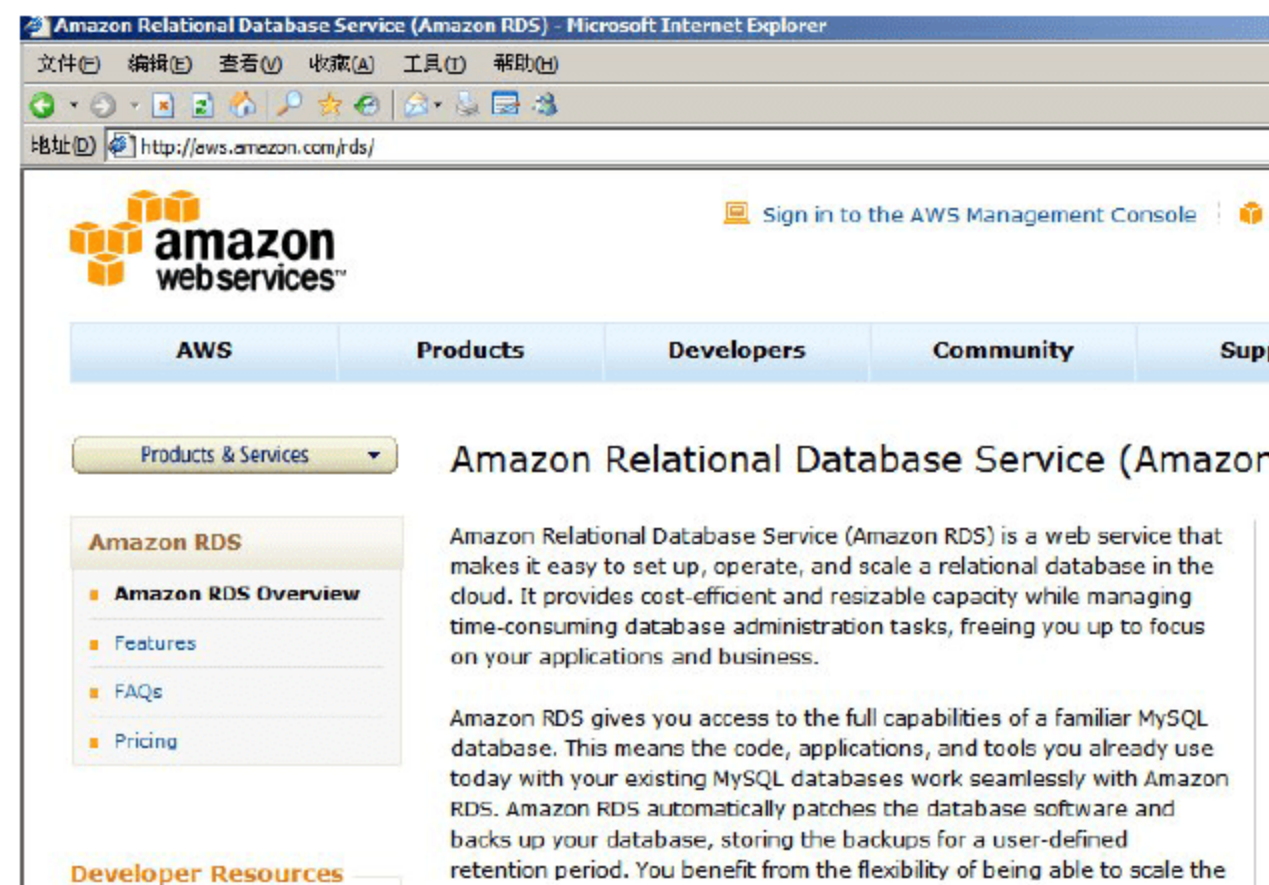 Amazon Relational Database Service (Amazon RDS) - Microsoft Internet Explorer
文件(F) 编辑(E) 查看(V) 收藏(A) 工具(T) 帮助(H)
地址(D) http://aws.amazon.com/rds/
amazon
webservices™
Sign in to the AWS Management Console
AWS Products Developers Community Supp
Products & Services
Amazon Relational Database Service (Amazon
Amazon RDS
Amazon RDS Overview
Features
FAQs
Pricing
Developer Resources
Amazon Relational Database Service (Amazon RDS) is a web service that
makes it easy to set up, operate, and scale a relational database in the
cloud. It provides cost-efficient and resizable capacity while managing
time-consuming database administration tasks, freeing you up to focus
on your applications and business.
Amazon RDS gives you access to the full capabilities of a familiar MySQL
database. This means the code, applications, and tools you already use
today with your existing MySQL databases work seamlessly with Amazon
RDS. Amazon RDS automatically patches the database software and
backs up your database, storing the backups for a user-defined
retention period. You benefit from the flexibility of being able to scale the